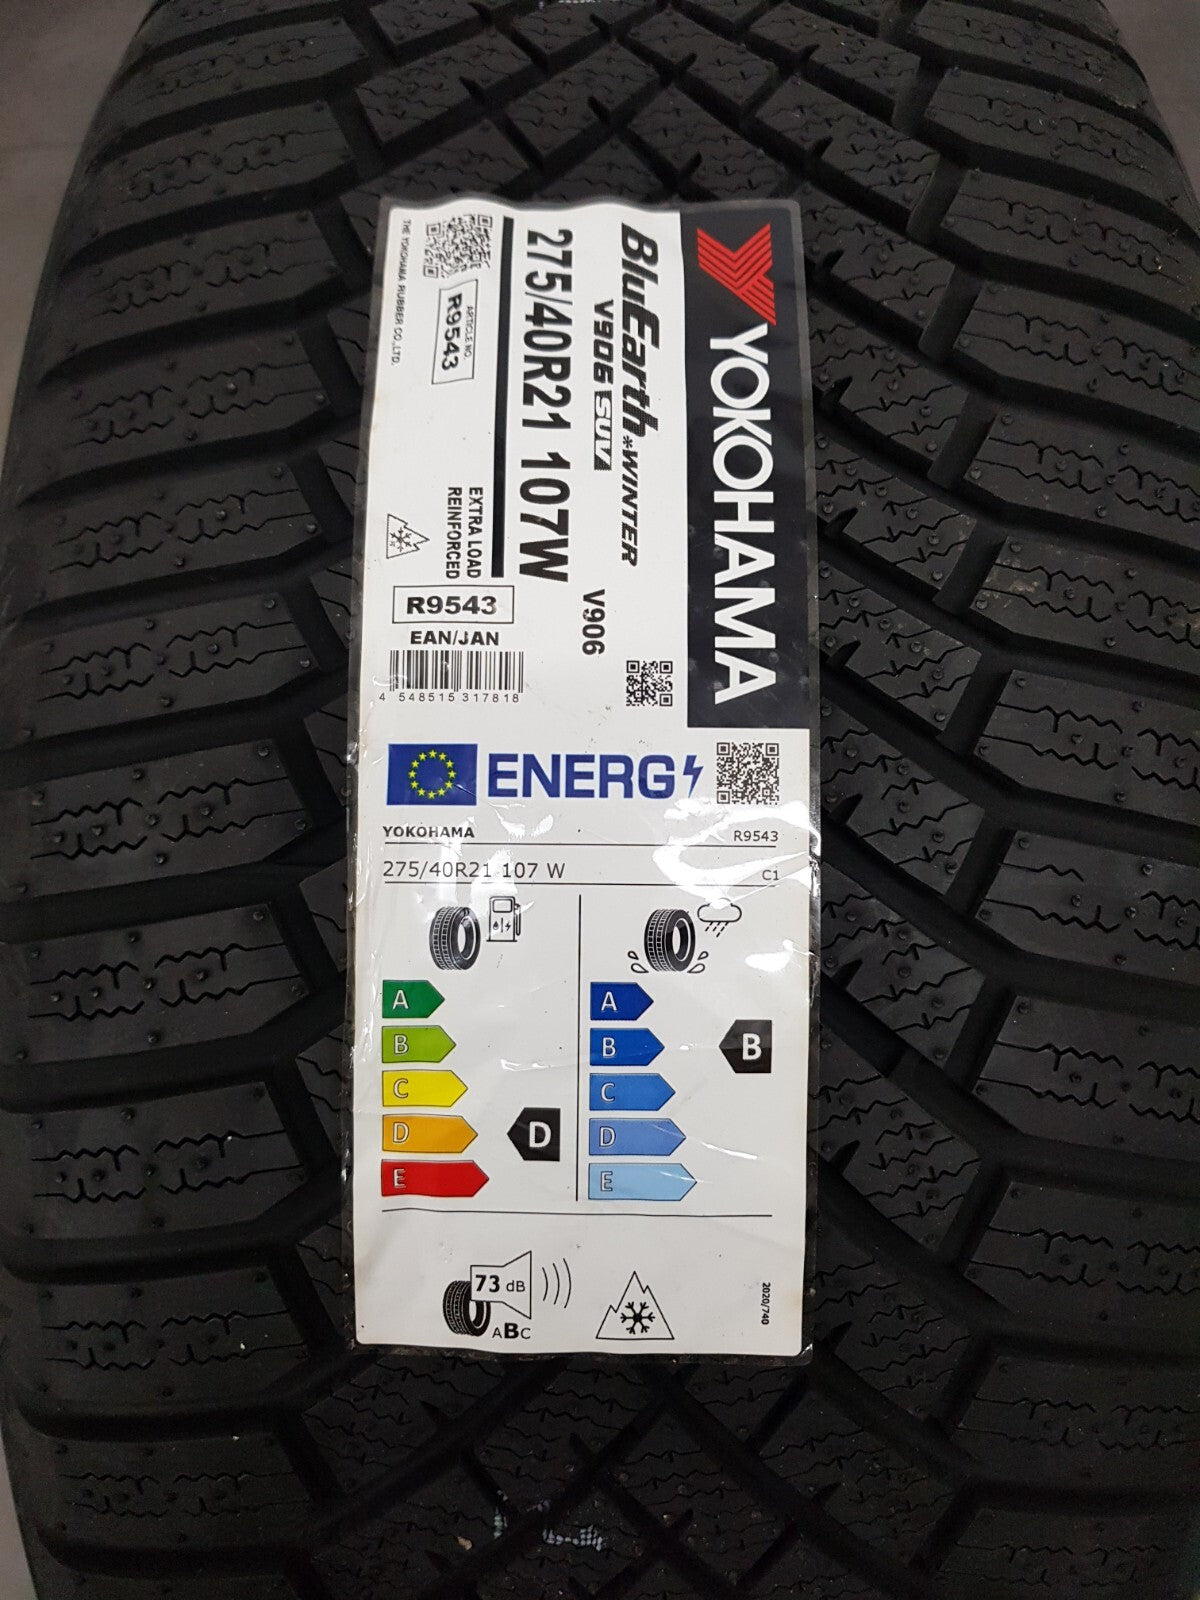 YOKOHAMA
BluEarth*WINTER
V906 SUV
V906
275/40R21 107W
EXTRA LOAD
REINFORCED
ARTICLE NO.
R9543
THE YOKOHAMA RUBBER CO.,LTD.
R9543
EAN/JAN
4 548515 317818
ENERG
YOKOHAMA R9543
275/40R21 107 W C1
A A
B B B
C C
D D D
E E
73 dB
ABC
2020/740